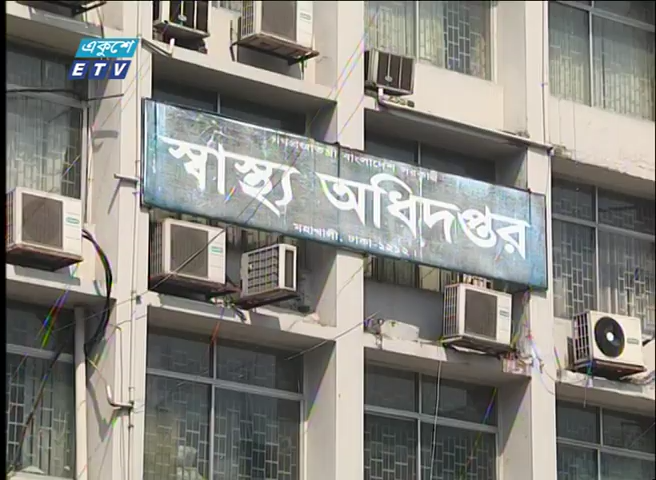 একুশে
ETV
গণপ্রজাতন্ত্রী বাংলাদেশ সরকার
স্বাস্থ্য অধিদপ্তর
মহাখালী, ঢাকা-১২১২।